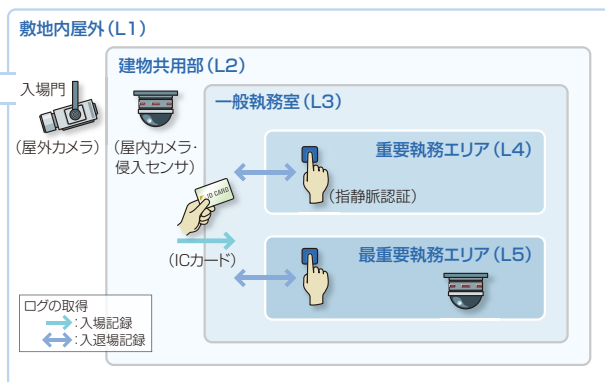 敷地内屋外(L1)
建物共用部(L2)
入場門
一般執務室(L3)
(屋外カメラ)
(屋内カメラ・
侵入センサ)
重要執務エリア(L4)
(指静脈認証)
ID CARD
(ICカード)
最重要執務エリア(L5)
ログの取得
:入場記録
:入退場記録